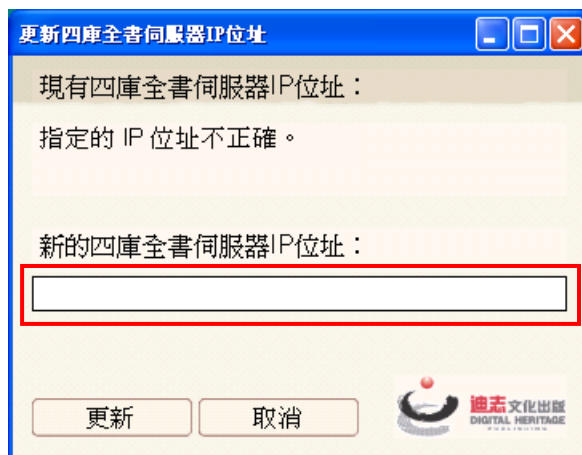 更新四庫全書伺服器IP位址
現有四庫全書伺服器IP位址：
指定的 IP 位址不正確。
新的四庫全書伺服器IP位址：
更新
取消
迪志文化出版
DIGITAL HERITAGE
PUBLISHING